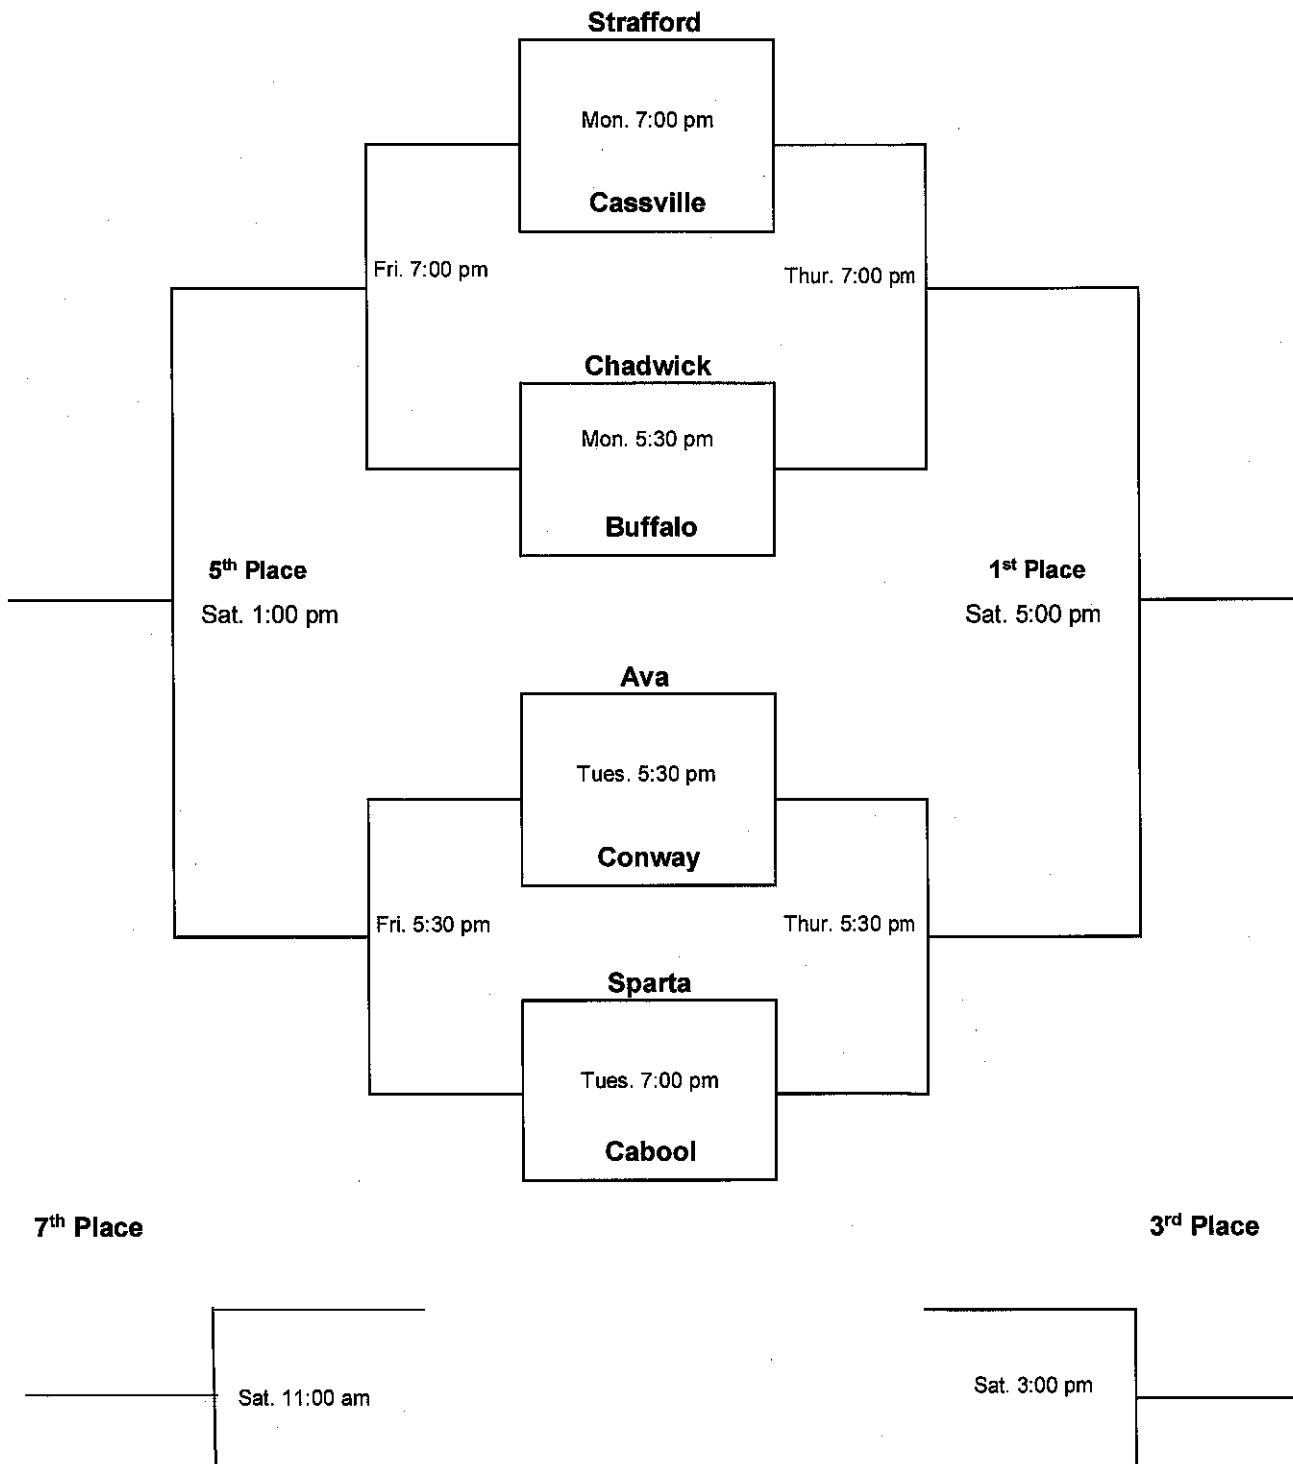 Strafford
Mon. 7:00 pm
Cassville
Fri. 7:00 pm
Thur. 7:00 pm
Chadwick
Mon. 5:30 pm
Buffalo
5th Place
1st Place
Sat. 1:00 pm
Sat. 5:00 pm
Ava
Tues. 5:30 pm
Conway
Fri. 5:30 pm
Thur. 5:30 pm
Sparta
Tues. 7:00 pm
Cabool
7th Place
3rd Place
Sat. 11:00 am
Sat. 3:00 pm